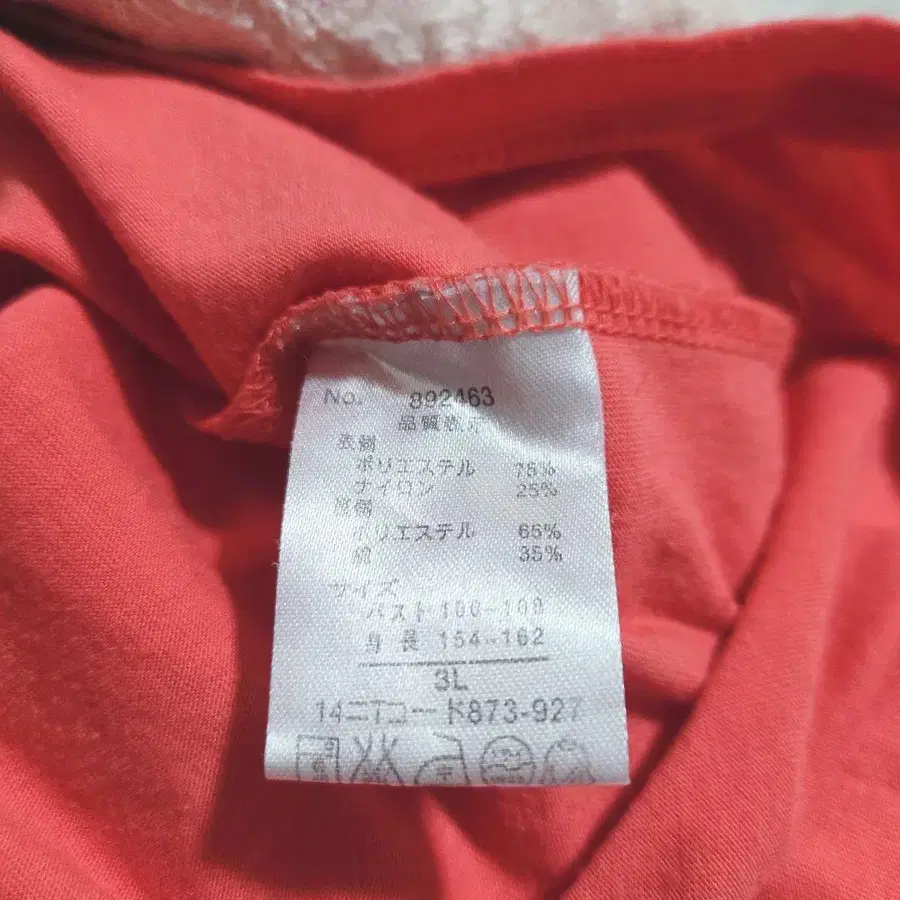 No. 892463
品質表示
表側
ポリエステル 75%
ナイロン 25%
裏側
ポリエステル 65%
綿 35%
サイズ
バスト 100-108
身長 154-162
3L
14ニTコード873-927